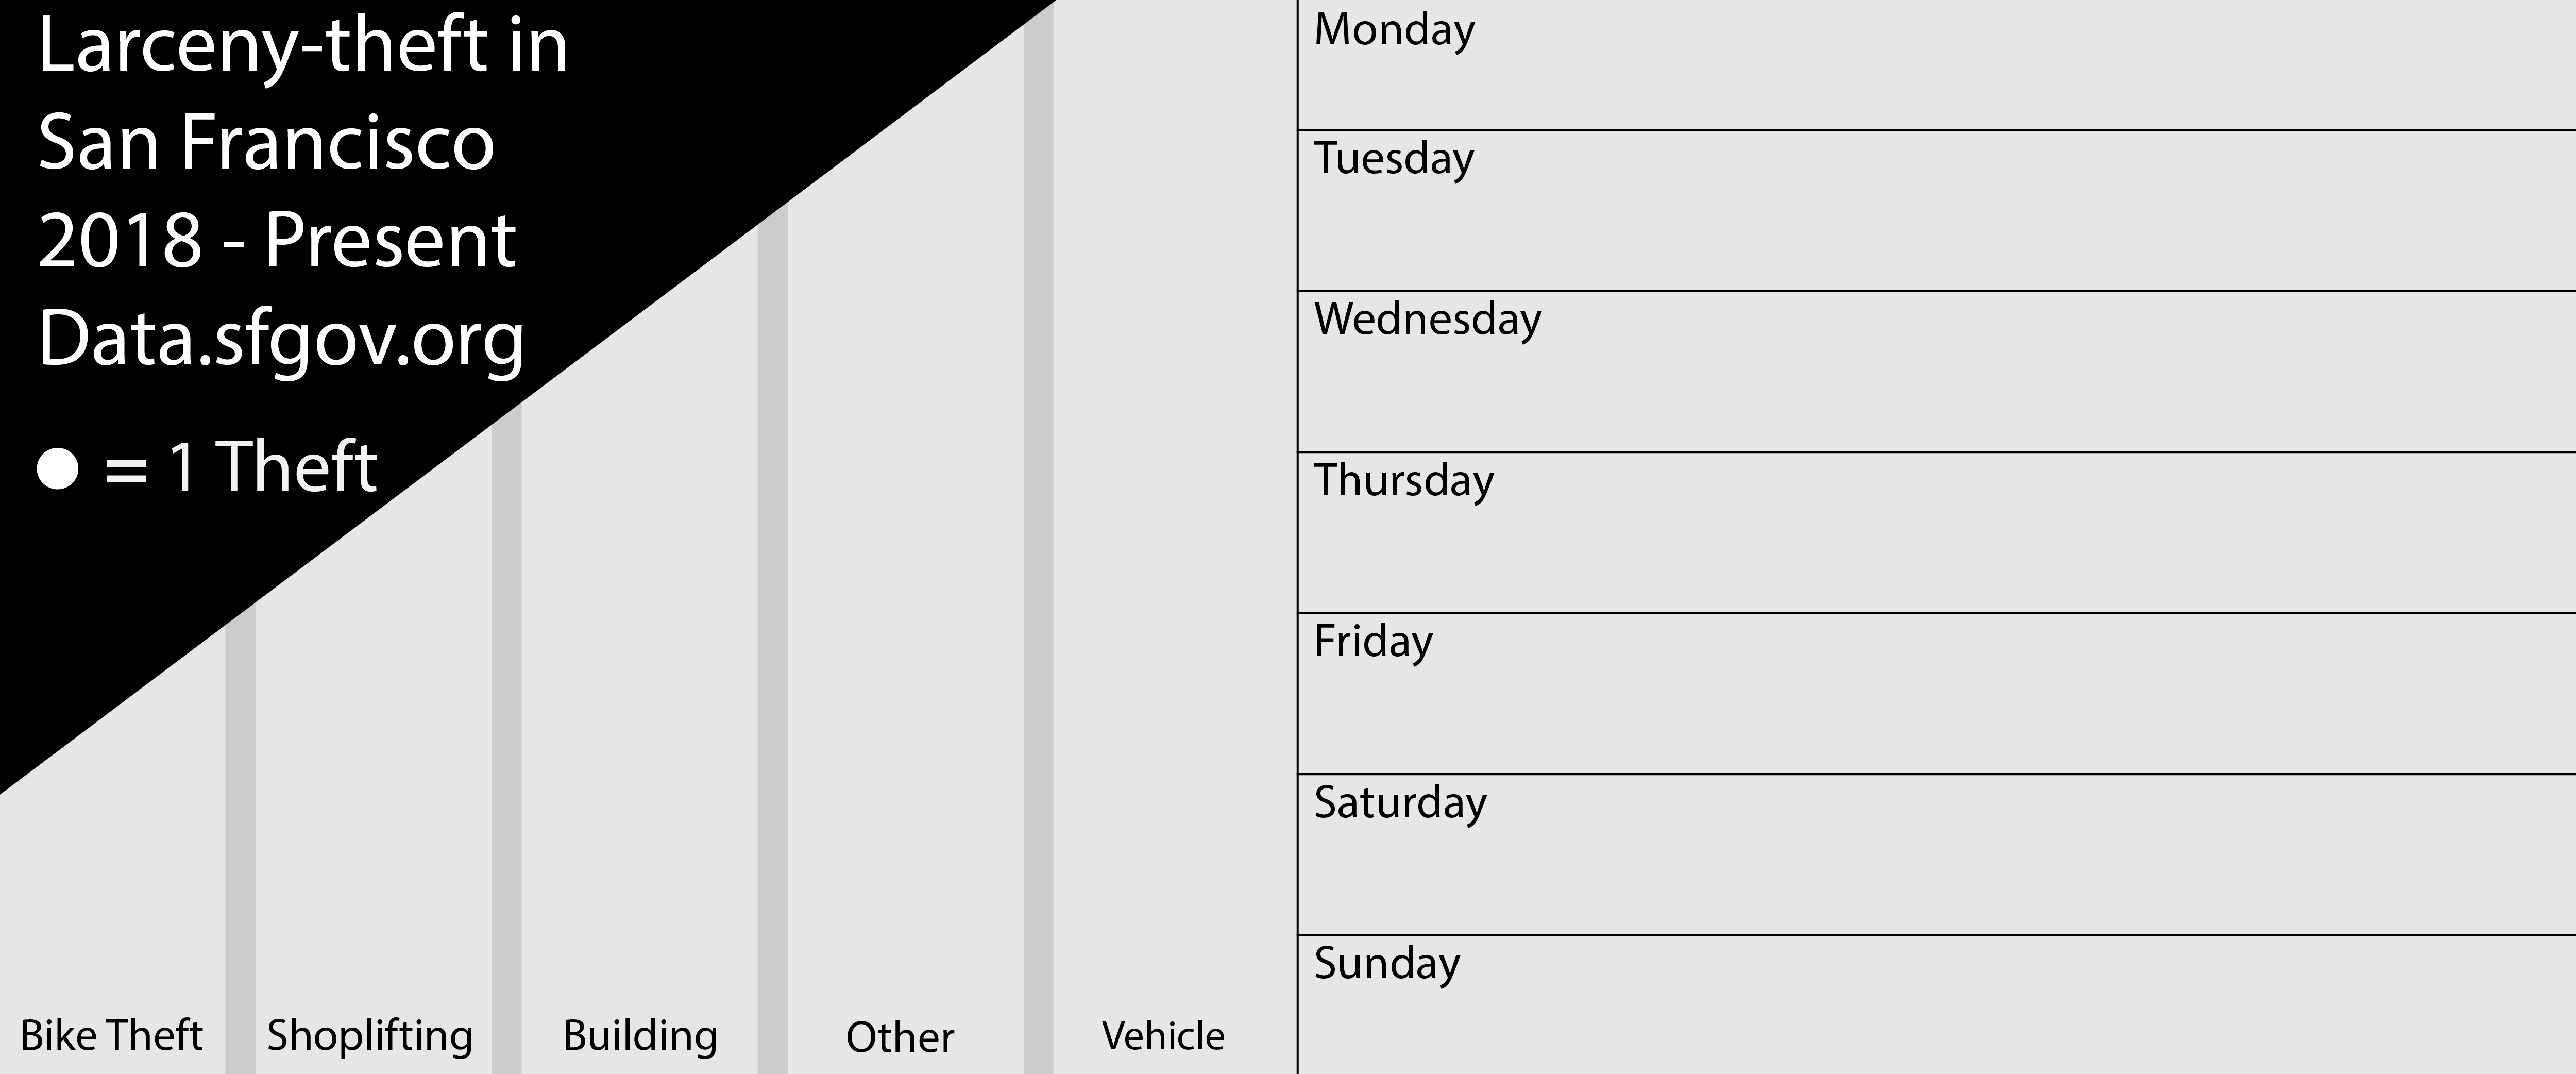 Larceny-theft in
San Francisco
2018 - Present
Data.sfgov.org
= 1 Theft
Bike Theft
Shoplifting
Building
Other
Vehicle
Monday
Tuesday
Wednesday
Thursday
Friday
Saturday
Sunday